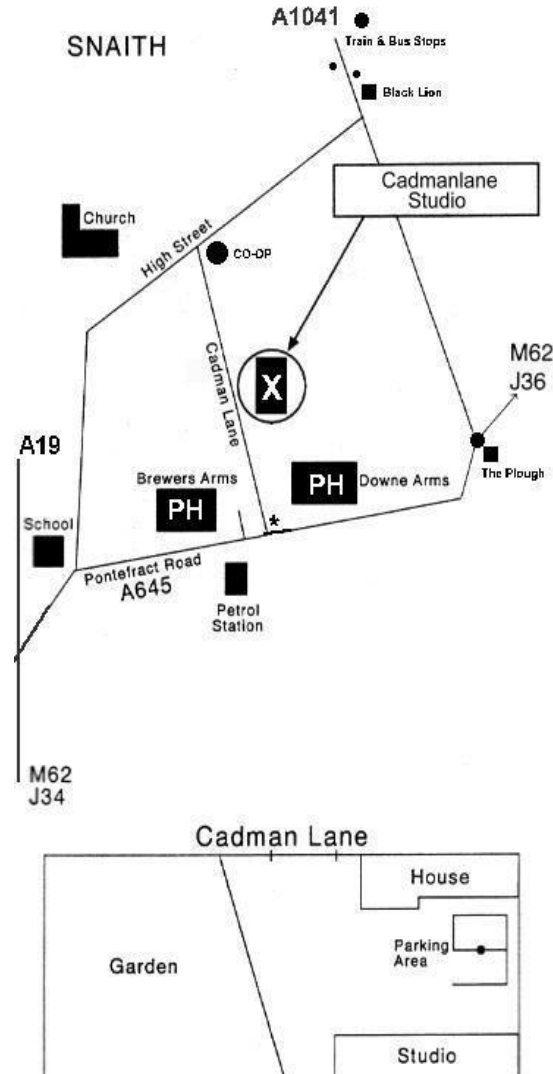 A1041
SNAITH
Train & Bus Stops
Black Lion
Cadmanlane
Studio
Church
High Street
CO-OP
Cadman Lane
X
M62
J36
A19
The Plough
Brewers Arms
PH
PH
Downe Arms
School
*
Pontefract Road
A645
Petrol
Station
M62
J34
Cadman Lane
House
Parking
Area
Garden
Studio